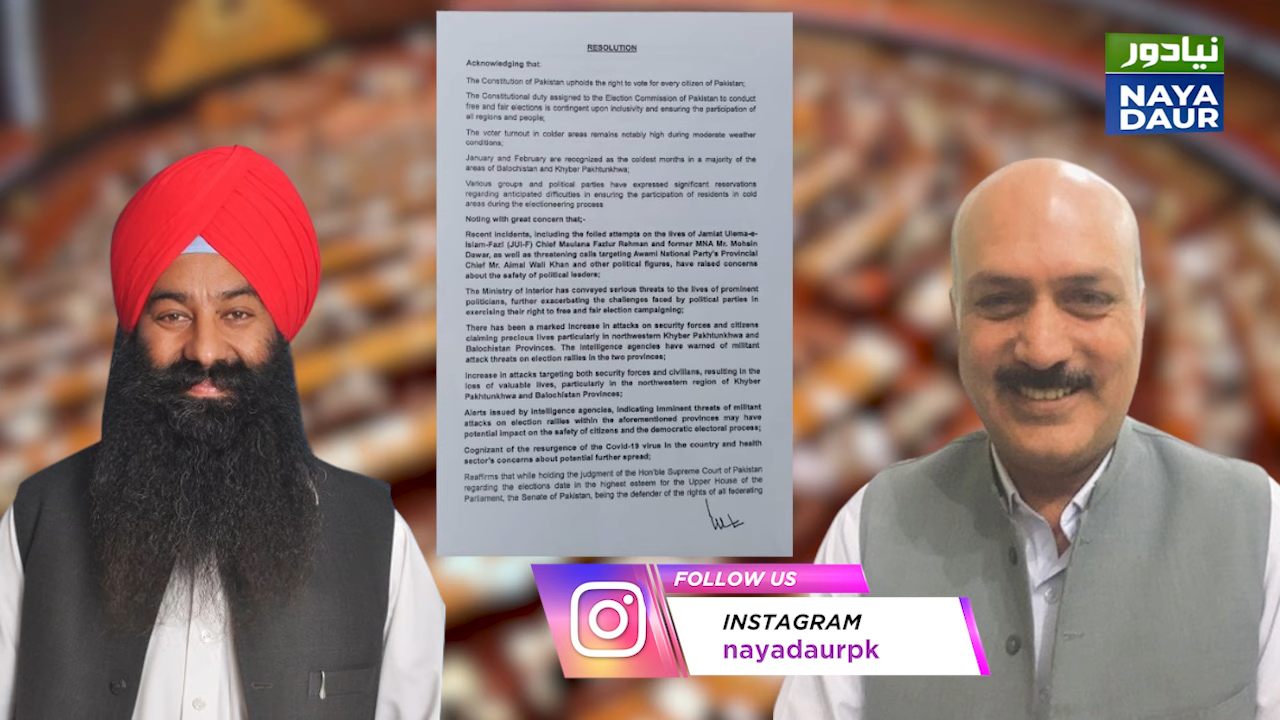 نیادور
NAYA
DAUR
RESOLUTION
Acknowledging that:
The Constitution of Pakistan upholds the right to vote for every citizen of Pakistan;
The Constitutional duty assigned to the Election Commission of Pakistan to conduct
free and fair elections is contingent upon inclusivity and ensuring the participation of
all regions and people;
The voter turnout in colder areas remains notably high during moderate weather
conditions;
January and February are recognized as the coldest months in a majority of the
areas of Balochistan and Khyber Pakhtunkhwa;
Various groups and political parties have expressed significant reservations
regarding anticipated difficulties in ensuring the participation of residents in cold
areas during the electioneering process
Noting with great concern that;-
Recent incidents, including the foiled attempts on the lives of Jamiat Ulema-e-
Islam-Fazl (JUI-F) Chief Maulana Fazlur Rehman and former MNA Mr. Mohsin
Dawar, as well as threatening calls targeting Awami National Party's Provincial
Chief Mr. Aimal Wali Khan and other political figures, have raised concerns
about the safety of political leaders;
The Ministry of Interior has conveyed serious threats to the lives of prominent
politicians, further exacerbating the challenges faced by political parties in
exercising their right to free and fair election campaigning;
There has been a marked increase in attacks on security forces and citizens
claiming precious lives particularly in northwestern Khyber Pakhtunkhwa and
Balochistan Provinces. The intelligence agencies have warned of militant
attack threats on election rallies in the two provinces;
Increase in attacks targeting both security forces and civilians, resulting in the
loss of valuable lives, particularly in the northwestern region of Khyber
Pakhtunkhwa and Balochistan Provinces;
Alerts issued by intelligence agencies, indicating imminent threats of militant
attacks on election rallies within the aforementioned provinces may have
potential impact on the safety of citizens and the democratic electoral process;
Cognizant of the resurgence of the Covid-19 virus in the country and health
sector's concerns about potential further spread;
Reaffirms that while holding the judgment of the Hon'ble Supreme Court of Pakistan
regarding the elections date in the highest esteem for the Upper House of the
Parliament, the Senate of Pakistan, being the defender of the rights of all federating
FOLLOW US
INSTAGRAM
nayadaurpk